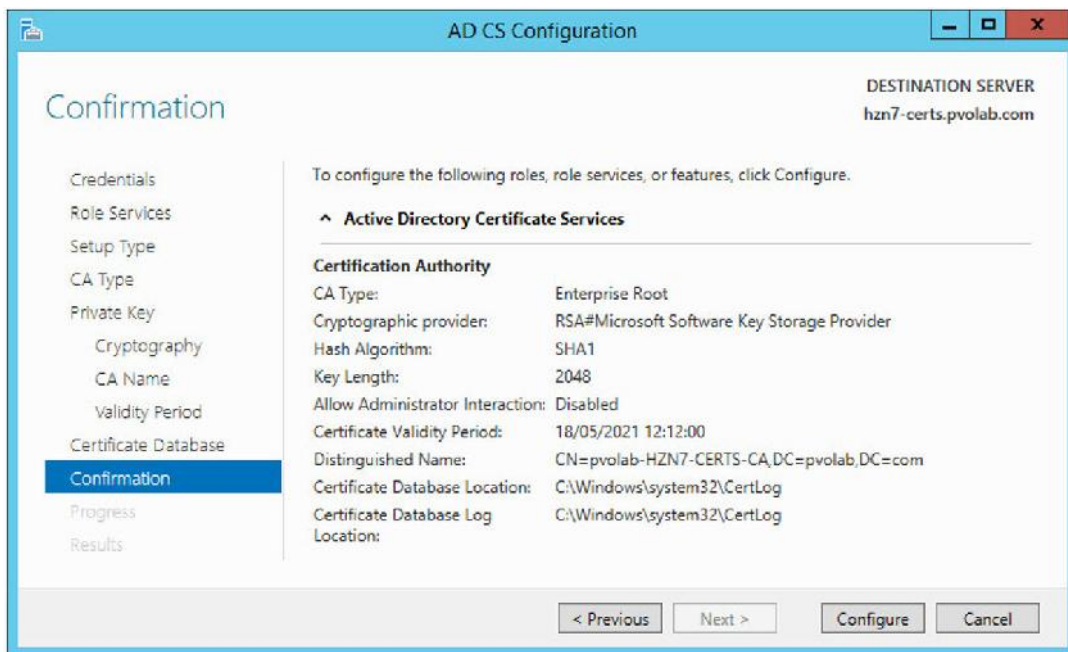 AD CS Configuration
DESTINATION SERVER
hzn7-certs.pvolab.com
Confirmation
Credentials
Role Services
Setup Type
CA Type
Private Key
Cryptography
CA Name
Validity Period
Certificate Database
Confirmation
Progress
Results
To configure the following roles, role services, or features, click Configure.
Active Directory Certificate Services
Certification Authority
CA Type: Enterprise Root
Cryptographic provider: RSA#Microsoft Software Key Storage Provider
Hash Algorithm: SHA1
Key Length: 2048
Allow Administrator Interaction: Disabled
Certificate Validity Period: 18/05/2021 12:12:00
Distinguished Name: CN=pvolab-HZN7-CERTS-CA,DC=pvolab,DC=com
Certificate Database Location: C:\Windows\system32\CertLog
Certificate Database Log C:\Windows\system32\CertLog
Location:
< Previous Next > Configure Cancel